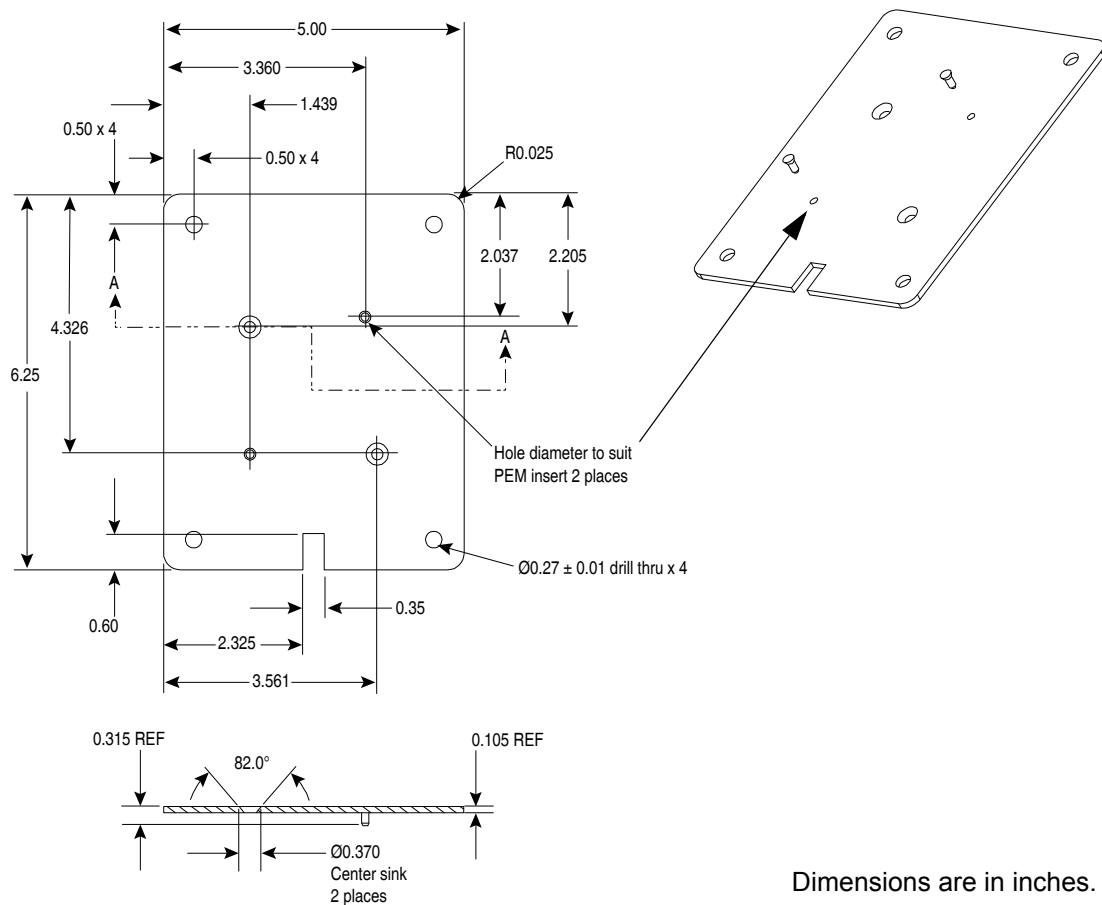 5.00
3.360
1.439
0.50 x 4
0.50 x 4
R0.025
2.037
2.205
A
A
4.326
6.25
Hole diameter to suit
PEM insert 2 places
Ø0.27 ± 0.01 drill thru x 4
0.35
0.60
2.325
3.561
0.315 REF
0.105 REF
82.0°
Ø0.370
Center sink
2 places
Dimensions are in inches.